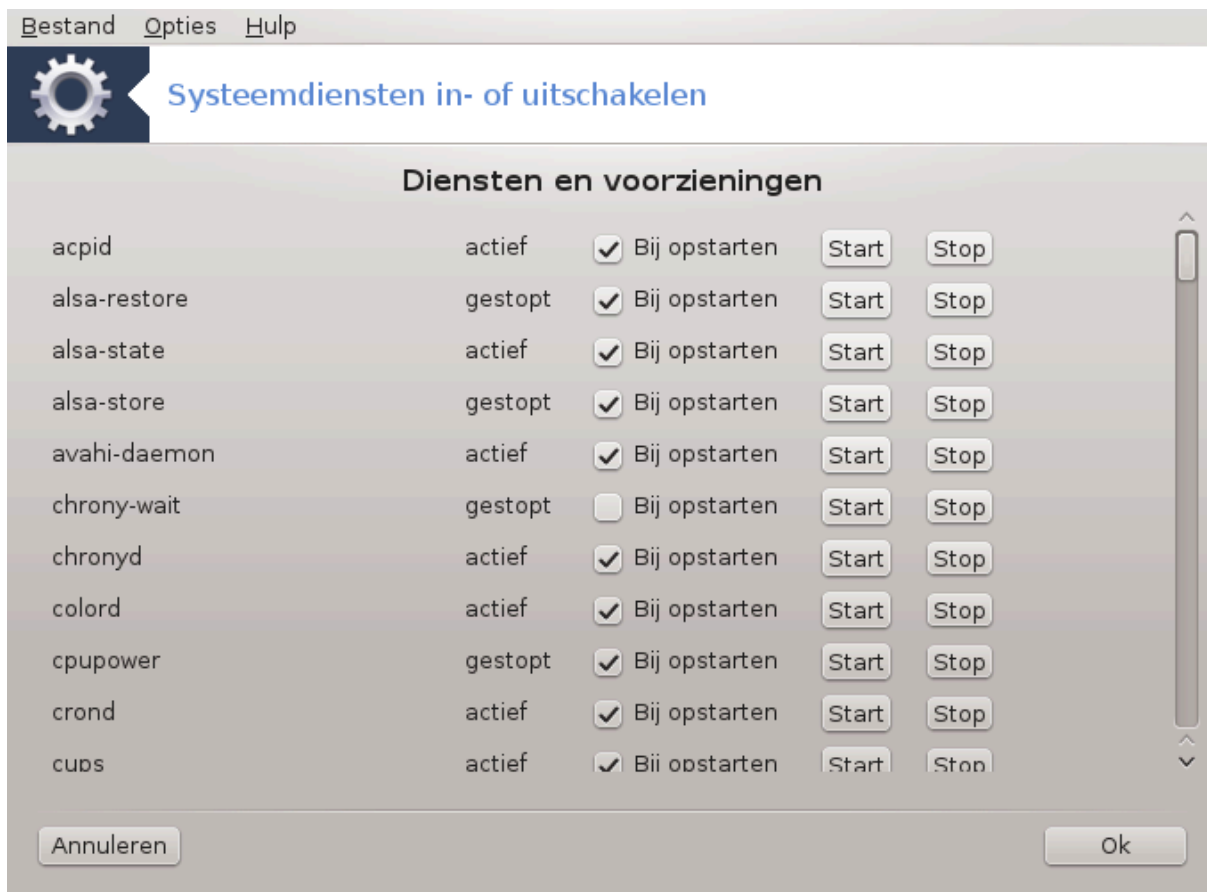 Bestand Opties Hulp
Systeemdiensten in- of uitschakelen
Diensten en voorzieningen
acpid actief Bij opstarten Start Stop
alsa-restore gestopt Bij opstarten Start Stop
alsa-state actief Bij opstarten Start Stop
alsa-store gestopt Bij opstarten Start Stop
avahi-daemon actief Bij opstarten Start Stop
chrony-wait gestopt Bij opstarten Start Stop
chronyd actief Bij opstarten Start Stop
colord actief Bij opstarten Start Stop
cpupower gestopt Bij opstarten Start Stop
crond actief Bij opstarten Start Stop
cups actief Bij opstarten Start Stop
Annuleren Ok